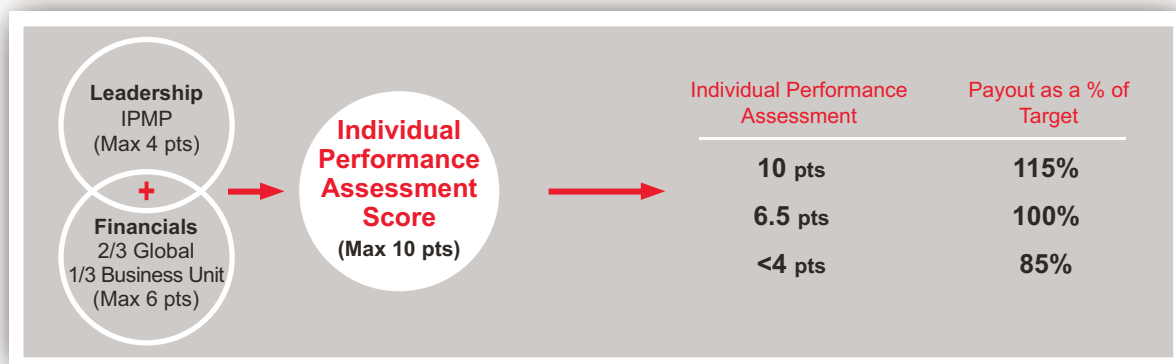 Leadership
IPMP
(Max 4 pts)
+
Financials
2/3 Global
1/3 Business Unit
(Max 6 pts)
Individual
Performance
Assessment
Score
(Max 10 pts)
Individual Performance
Assessment
Payout as a % of
Target
10 pts 115%
6.5 pts 100%
<4 pts 85%